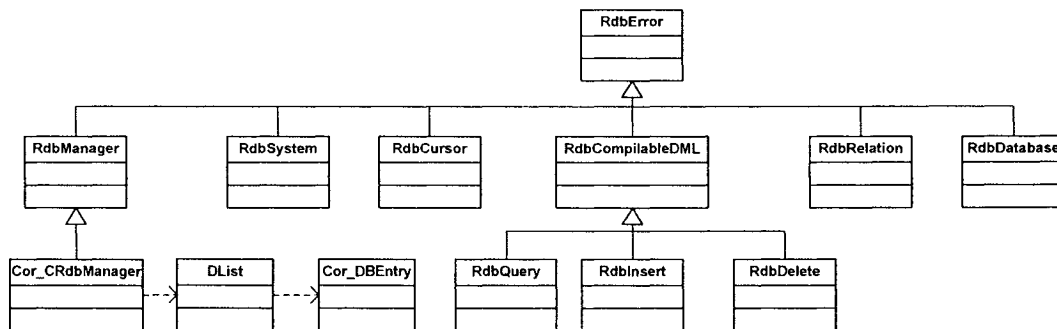 RdbError
RdbManager
RdbSystem
RdbCursor
RdbCompilableDML
RdbRelation
RdbDatabase
Cor_CRdbManager
DList
Cor_DBEntry
RdbQuery
RdbInsert
RdbDelete